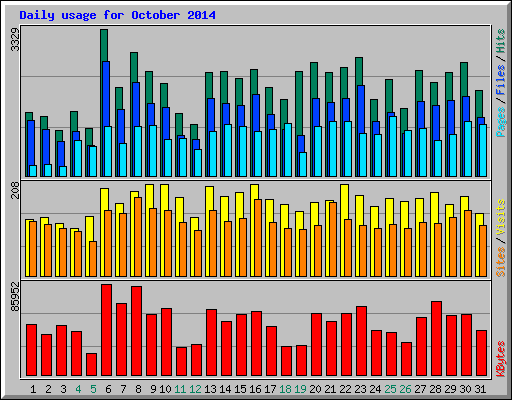 Daily usage for October 2014
3329
Pages / Files / Hits
208
Sites / Visits
85952
KBytes
1 2 3 4 5 6 7 8 9 10 11 12 13 14 15 16 17 18 19 20 21 22 23 24 25 26 27 28 29 30 31